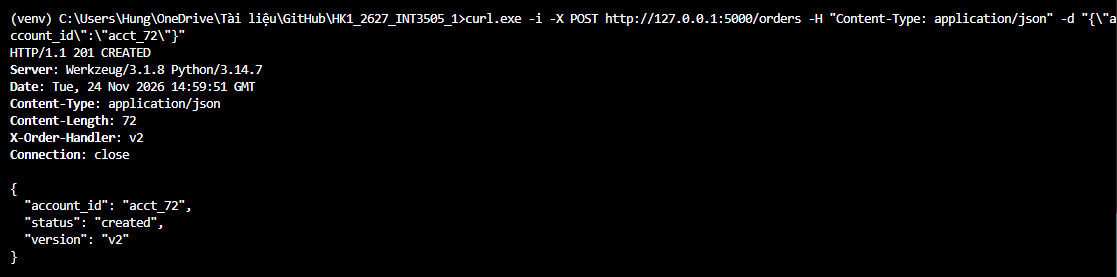 (venv) C:\Users\Hung\OneDrive\Tài liệu\GitHub\HK1_2627_INT3505_1>curl.exe -i -X POST http://127.0.0.1:5000/orders -H "Content-Type: application/json" -d "{\"a
ccount_id\":\"acct_72\"}"
HTTP/1.1 201 CREATED
Server: Werkzeug/3.1.8 Python/3.14.7
Date: Tue, 24 Nov 2026 14:59:51 GMT
Content-Type: application/json
Content-Length: 72
X-Order-Handler: v2
Connection: close

{
  "account_id": "acct_72",
  "status": "created",
  "version": "v2"
}